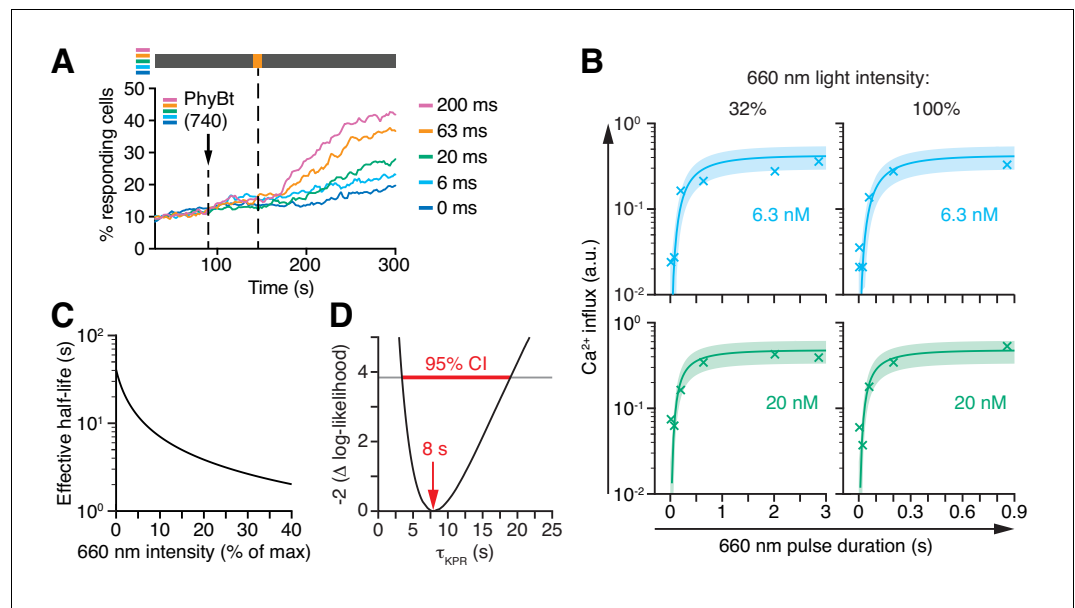 A
% responding cells
50
40
30
20
10
0
PhyBt
(740)
100
200
300
Time (s)
200 ms
63 ms
20 ms
6 ms
0 ms
B
660 nm light intensity:
32%
100%
Ca²⁺ influx (a.u.)
10⁰
10⁻¹
10⁻²
6.3 nM
6.3 nM
10⁰
10⁻¹
10⁻²
20 nM
20 nM
0
1
2
3
0
0.3
0.6
0.9
660 nm pulse duration (s)
C
Effective half-life (s)
10²
10¹
10⁰
0
10
20
30
40
660 nm intensity (% of max)
D
-2 (Δ log-likelihood)
4
2
0
95% CI
8 s
0
5
10
15
20
25
τKPR (s)